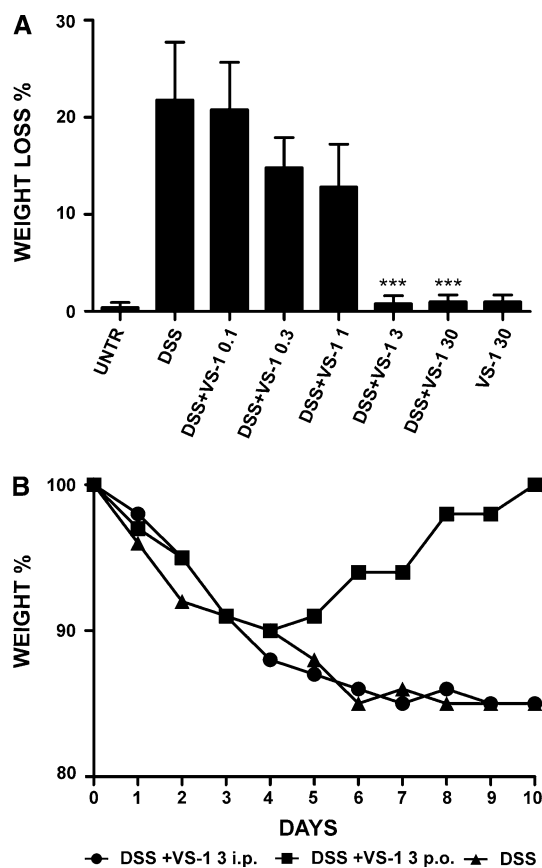 A
WEIGHT LOSS %
30
20
10
0
*** ***
UNTR
DSS
DSS+VS-1 0.1
DSS+VS-1 0.3
DSS+VS-1 1
DSS+VS-1 3
DSS+VS-1 30
VS-1 30
B
WEIGHT %
100
90
80
0 1 2 3 4 5 6 7 8 9 10
DAYS
DSS +VS-1 3 i.p. DSS +VS-1 3 p.o. DSS